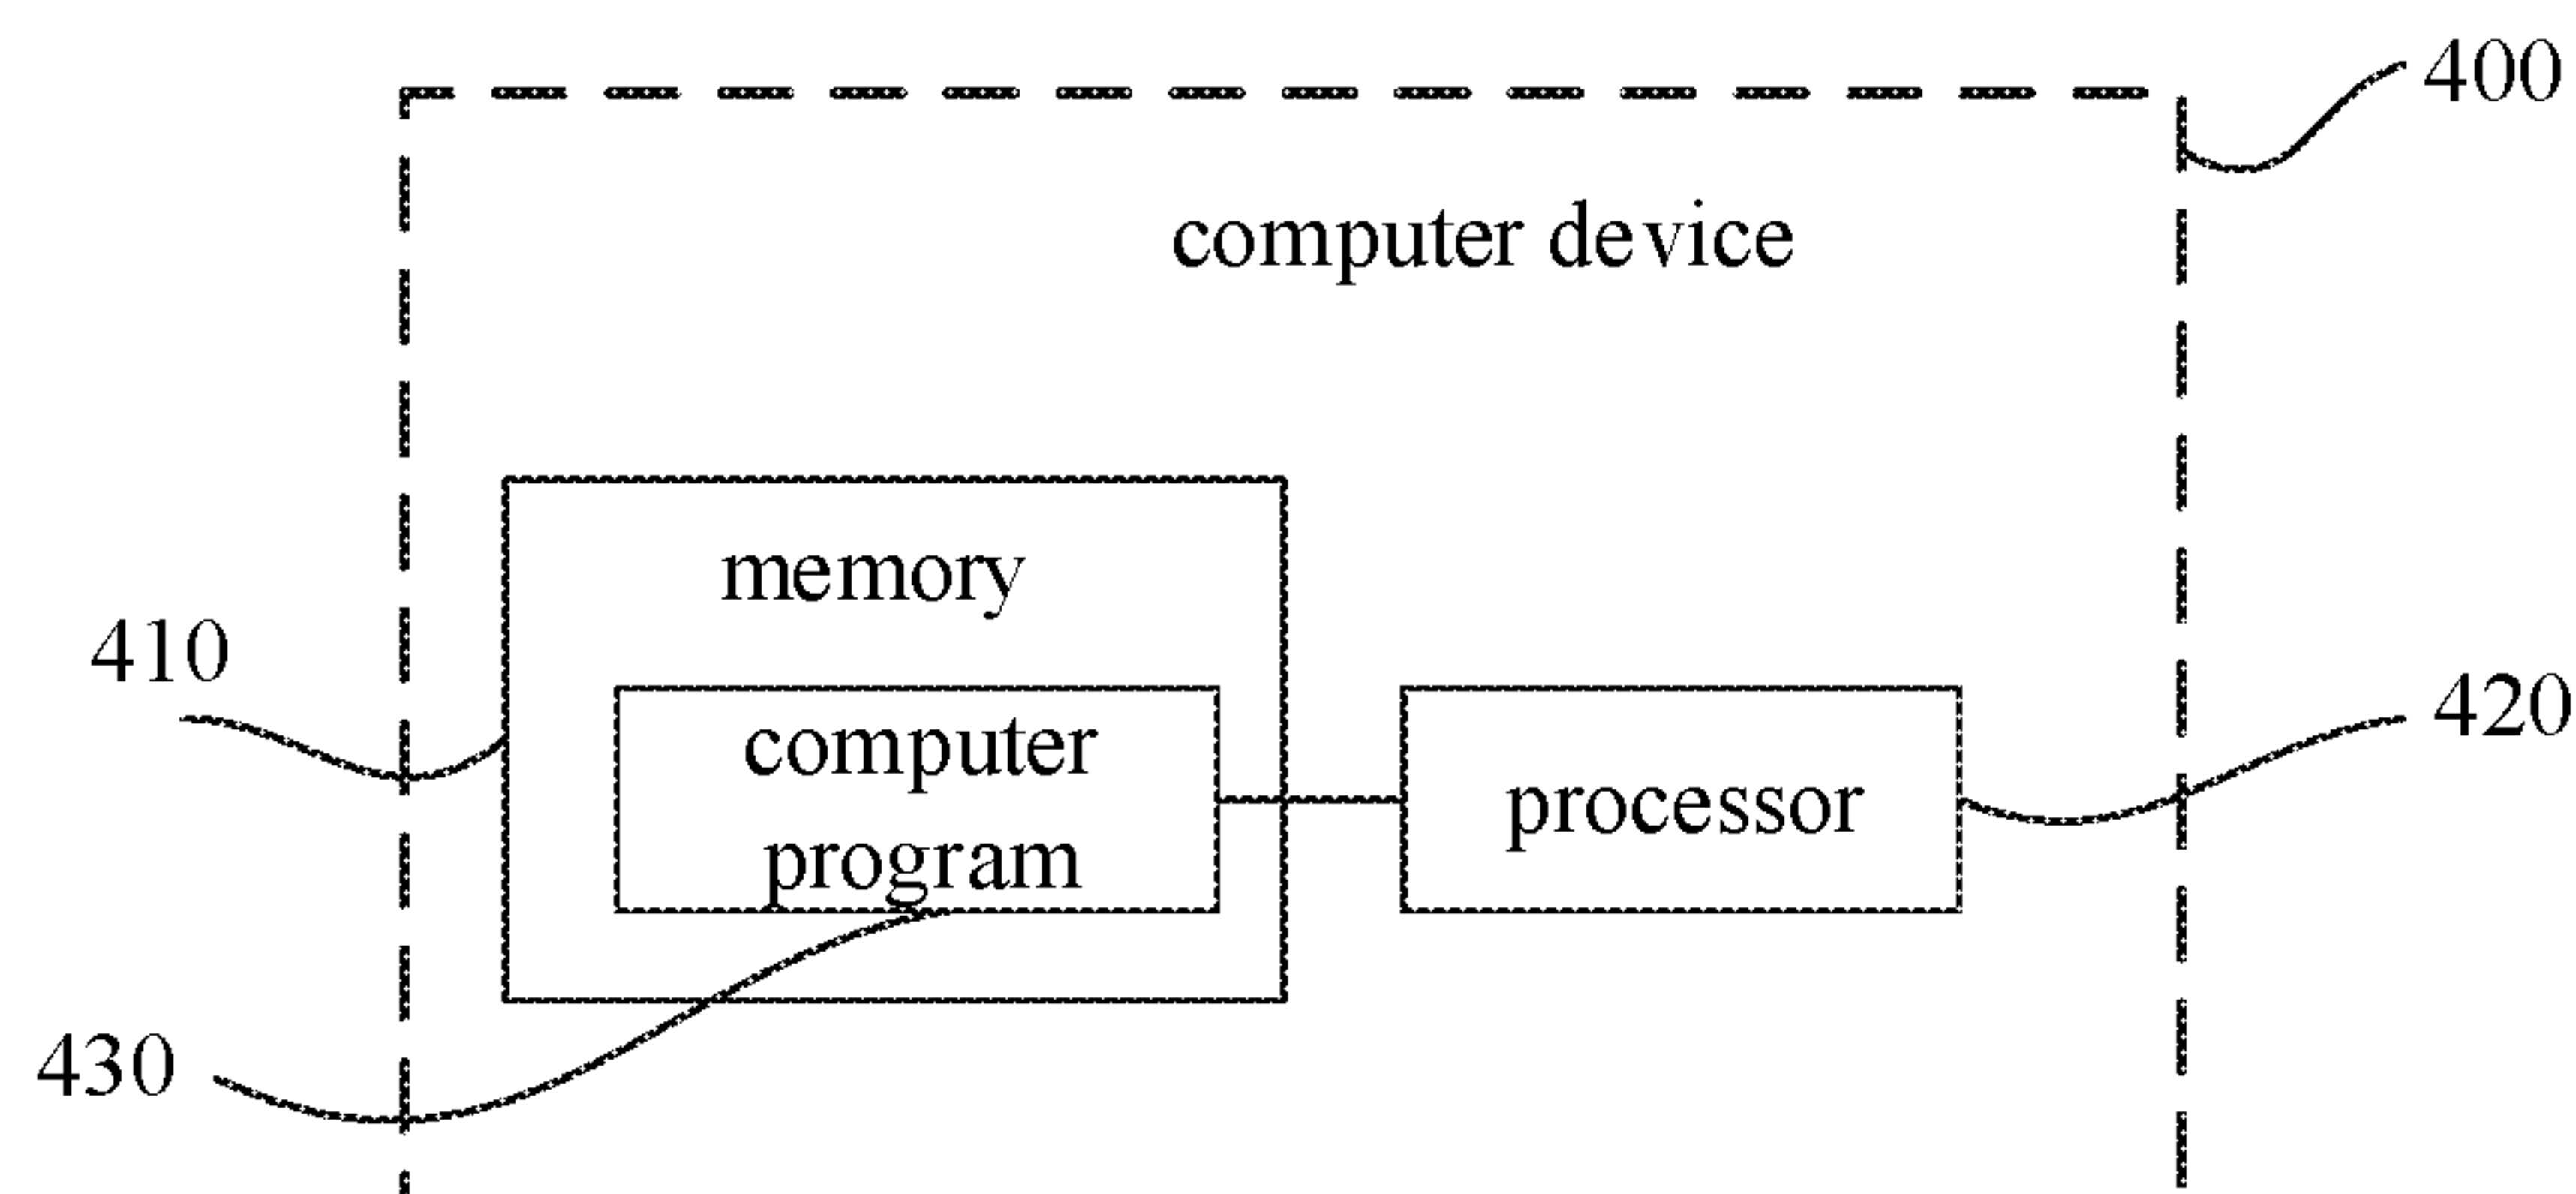 400
computer device
memory
410
computer
program
processor
420
430